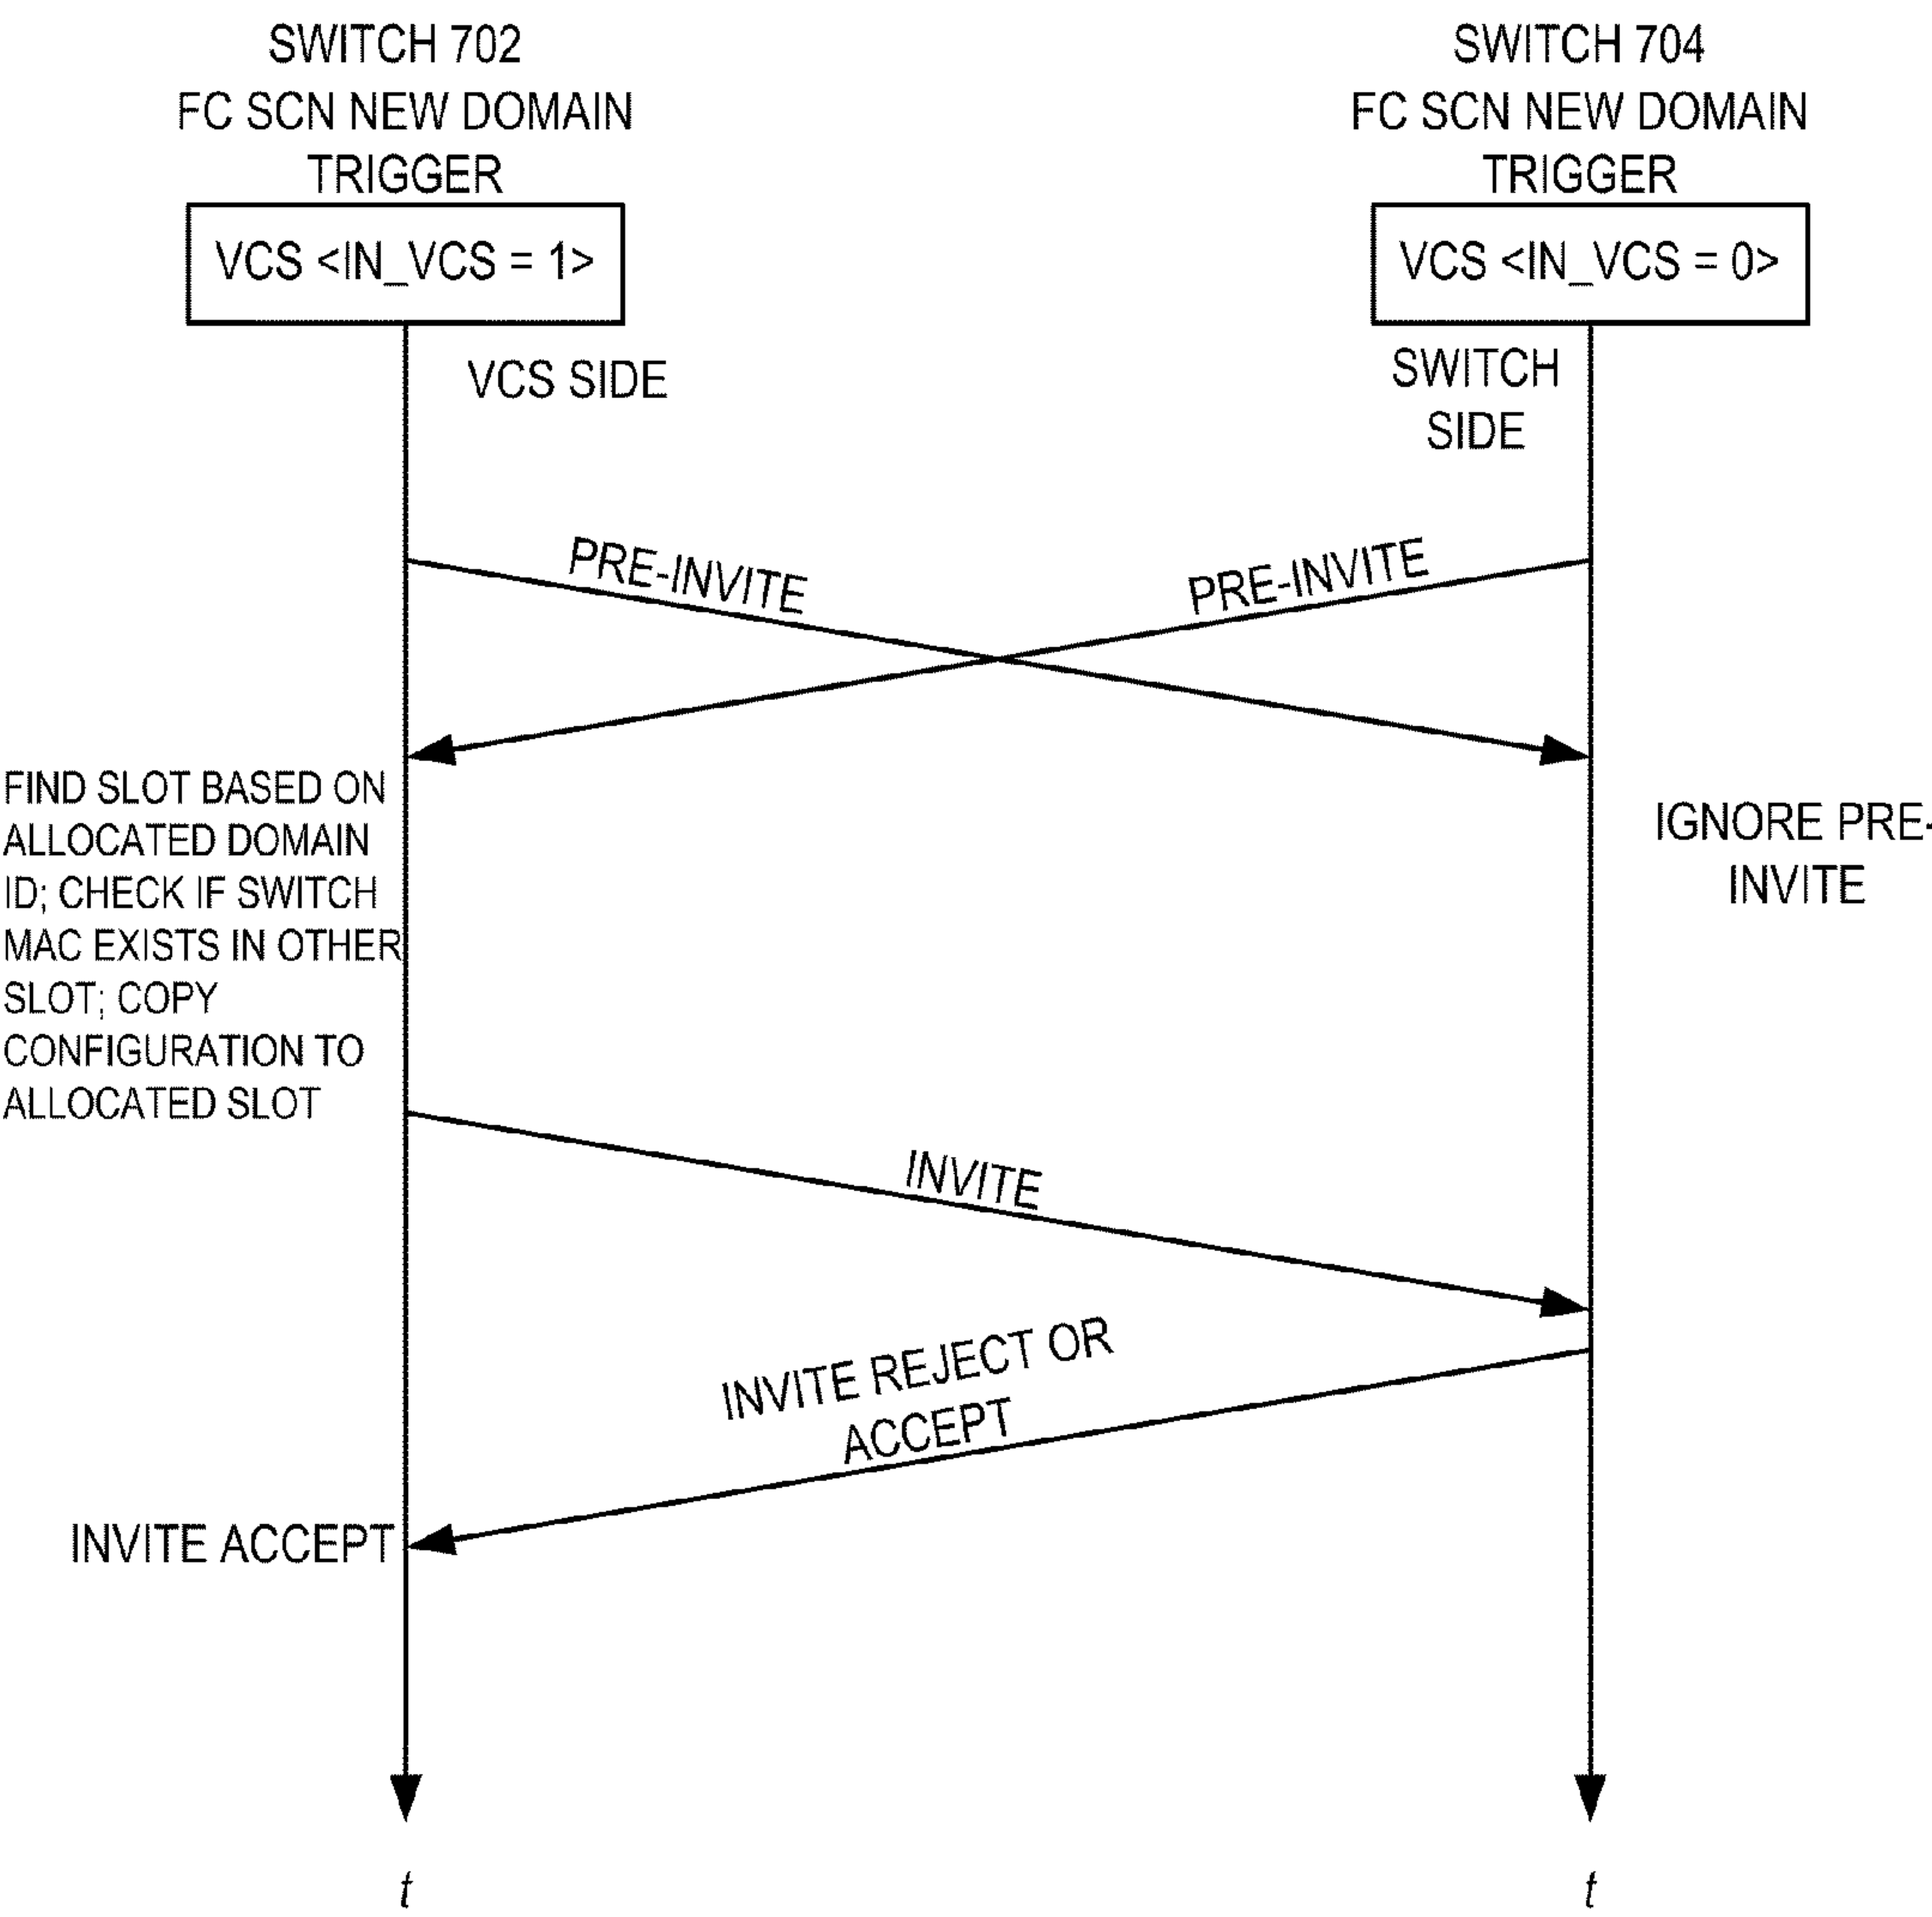 SWITCH 702
FC SCN NEW DOMAIN
TRIGGER
VCS <IN_VCS = 1>
VCS SIDE
SWITCH 704
FC SCN NEW DOMAIN
TRIGGER
VCS <IN_VCS = 0>
SWITCH
SIDE
PRE-INVITE
PRE-INVITE
FIND SLOT BASED ON
ALLOCATED DOMAIN
ID; CHECK IF SWITCH
MAC EXISTS IN OTHER
SLOT; COPY
CONFIGURATION TO
ALLOCATED SLOT
IGNORE PRE-
INVITE
INVITE
INVITE REJECT OR
ACCEPT
INVITE ACCEPT
t
t